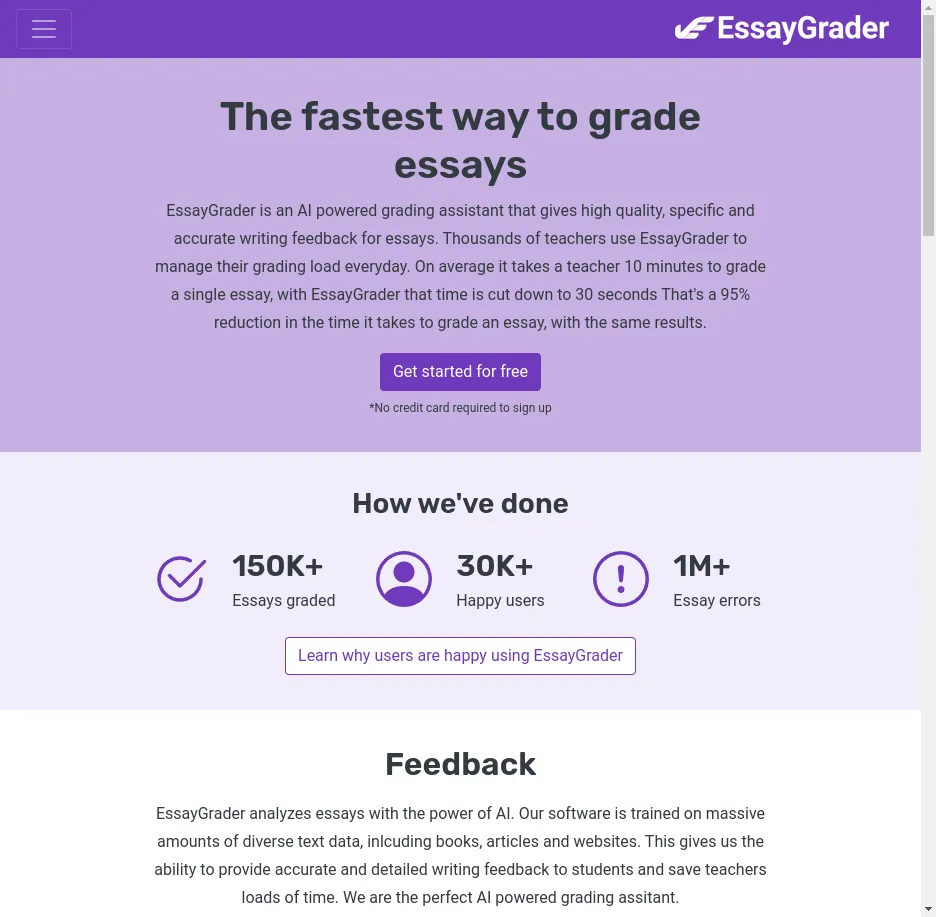 EssayGrader
The fastest way to grade
essays
EssayGrader is an AI powered grading assistant that gives high quality, specific and
accurate writing feedback for essays. Thousands of teachers use EssayGrader to
manage their grading load everyday. On average it takes a teacher 10 minutes to grade
a single essay, with EssayGrader that time is cut down to 30 seconds That's a 95%
reduction in the time it takes to grade an essay, with the same results.
Get started for free
*No credit card required to sign up
How we've done
150K+
Essays graded
30K+
Happy users
1M+
Essay errors
Learn why users are happy using EssayGrader
Feedback
EssayGrader analyzes essays with the power of AI. Our software is trained on massive
amounts of diverse text data, inlcuding books, articles and websites. This gives us the
ability to provide accurate and detailed writing feedback to students and save teachers
loads of time. We are the perfect AI powered grading assitant.